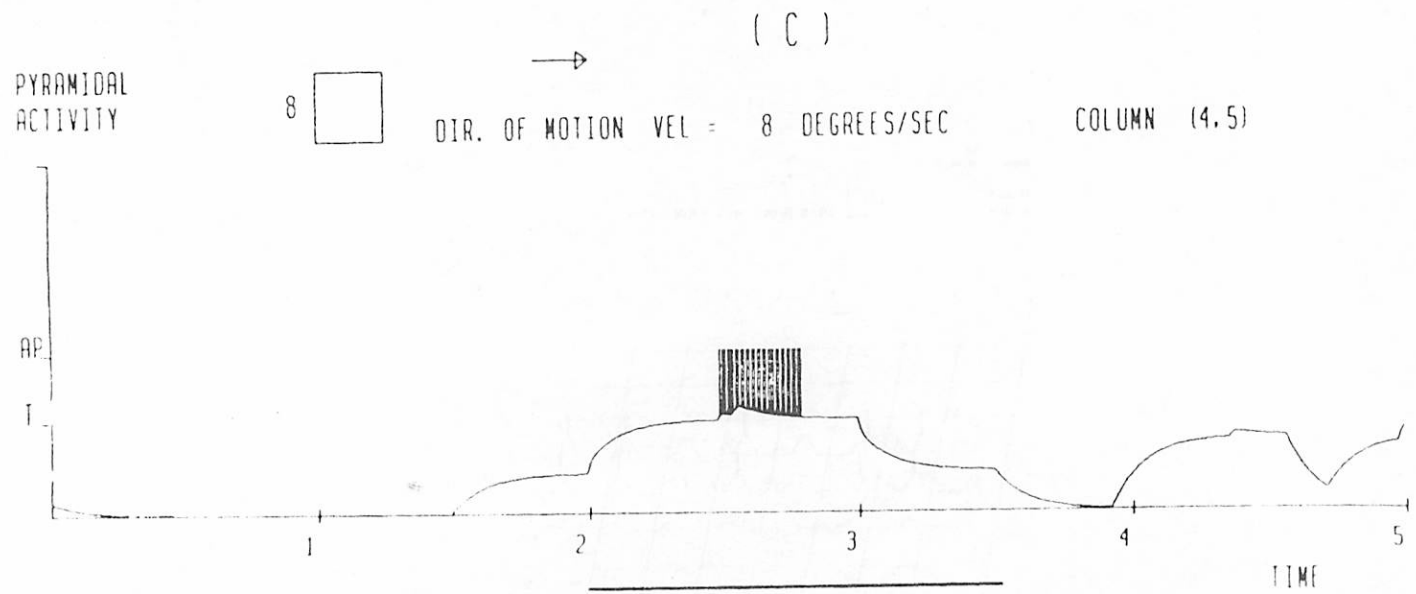 ( C )
PYRAMIDAL
ACTIVITY
8
DIR. OF MOTION VEL = 8 DEGREES/SEC COLUMN (4,5)
AP
T
1 2 3 4 5
TIME